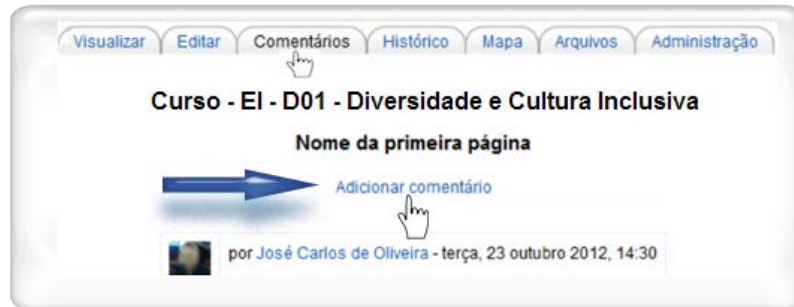 Visualizar Editar Comentários Histórico Mapa Arquivos Administração
Curso - EI - D01 - Diversidade e Cultura Inclusiva
Nome da primeira página
Adicionar comentário
por José Carlos de Oliveira - terça, 23 outubro 2012, 14:30